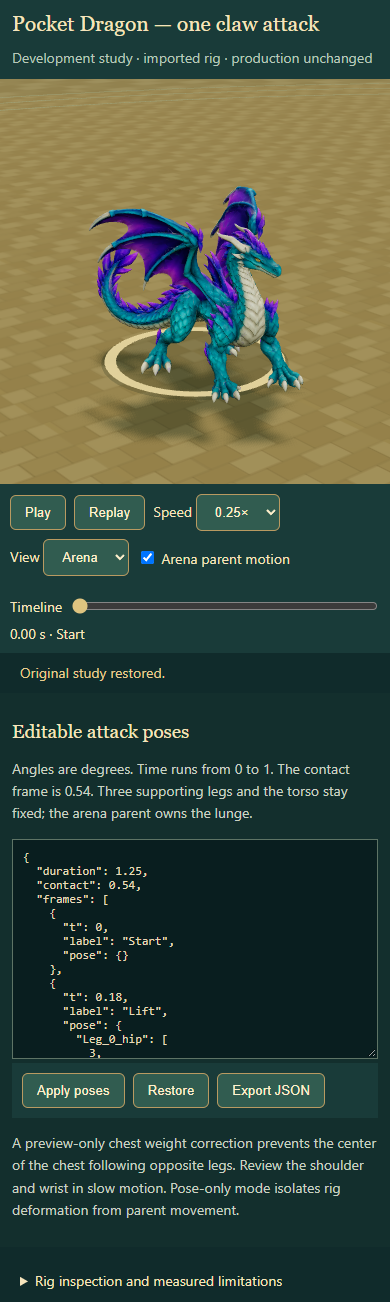 Pocket Dragon — one claw attack
Development study · imported rig · production unchanged
Play
Replay
Speed
0.25×
View
Arena
Arena parent motion
Timeline
0.00 s · Start
Original study restored.
Editable attack poses
Angles are degrees. Time runs from 0 to 1. The contact
frame is 0.54. Three supporting legs and the torso stay
fixed; the arena parent owns the lunge.
{
"duration": 1.25,
"contact": 0.54,
"frames": [
{
"t": 0,
"label": "Start",
"pose": {}
},
{
"t": 0.18,
"label": "Lift",
"pose": {
"Leg_0_hip": [
3,
Apply poses
Restore
Export JSON
A preview-only chest weight correction prevents the center
of the chest following opposite legs. Review the shoulder
and wrist in slow motion. Pose-only mode isolates rig
deformation from parent movement.
Rig inspection and measured limitations